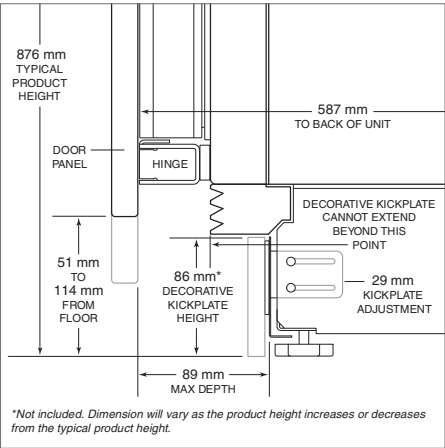 876 mm
TYPICAL
PRODUCT
HEIGHT
587 mm
TO BACK OF UNIT
DOOR
PANEL
HINGE
DECORATIVE KICKPLATE
CANNOT EXTEND
BEYOND THIS
POINT
51 mm
TO
114 mm
FROM
FLOOR
86 mm*
DECORATIVE
KICKPLATE
HEIGHT
29 mm
KICKPLATE
ADJUSTMENT
89 mm
MAX DEPTH
*Not included. Dimension will vary as the product height increases or decreases
from the typical product height.